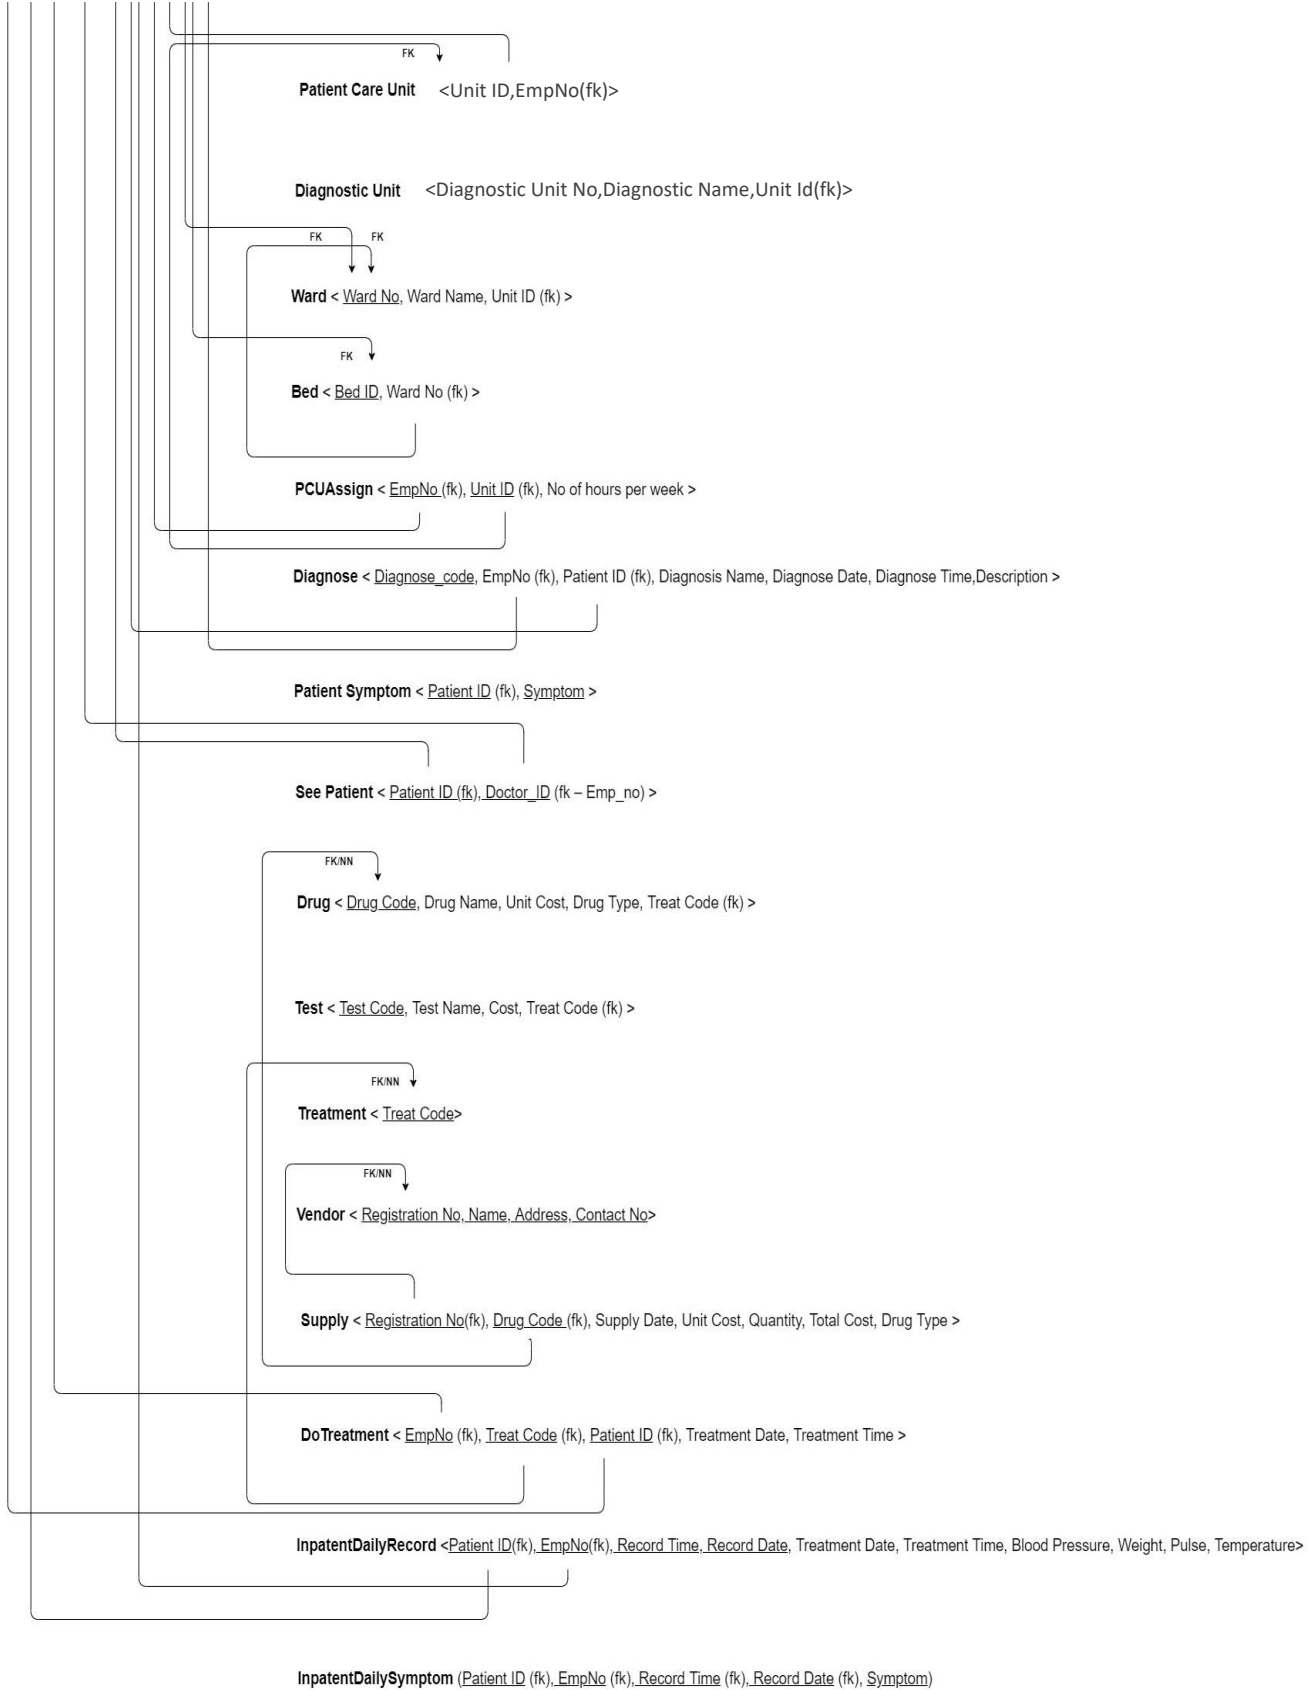 FK
Patient Care Unit <Unit ID,EmpNo(fk)>
Diagnostic Unit <Diagnostic Unit No,Diagnostic Name,Unit Id(fk)>
FK FK
Ward < Ward No, Ward Name, Unit ID (fk) >
FK
Bed < Bed ID, Ward No (fk) >
PCUAssign < EmpNo (fk), Unit ID (fk), No of hours per week >
Diagnose < Diagnose_code, EmpNo (fk), Patient ID (fk), Diagnosis Name, Diagnose Date, Diagnose Time,Description >
Patient Symptom < Patient ID (fk), Symptom >
See Patient < Patient ID (fk), Doctor_ID (fk – Emp_no) >
FK/NN
Drug < Drug Code, Drug Name, Unit Cost, Drug Type, Treat Code (fk) >
Test < Test Code, Test Name, Cost, Treat Code (fk) >
FK/NN
Treatment < Treat Code>
FK/NN
Vendor < Registration No, Name, Address, Contact No>
Supply < Registration No(fk), Drug Code (fk), Supply Date, Unit Cost, Quantity, Total Cost, Drug Type >
DoTreatment < EmpNo (fk), Treat Code (fk), Patient ID (fk), Treatment Date, Treatment Time >
InpatentDailyRecord <Patient ID(fk), EmpNo(fk), Record Time, Record Date, Treatment Date, Treatment Time, Blood Pressure, Weight, Pulse, Temperature>
InpatentDailySymptom (Patient ID (fk), EmpNo (fk), Record Time (fk), Record Date (fk), Symptom)